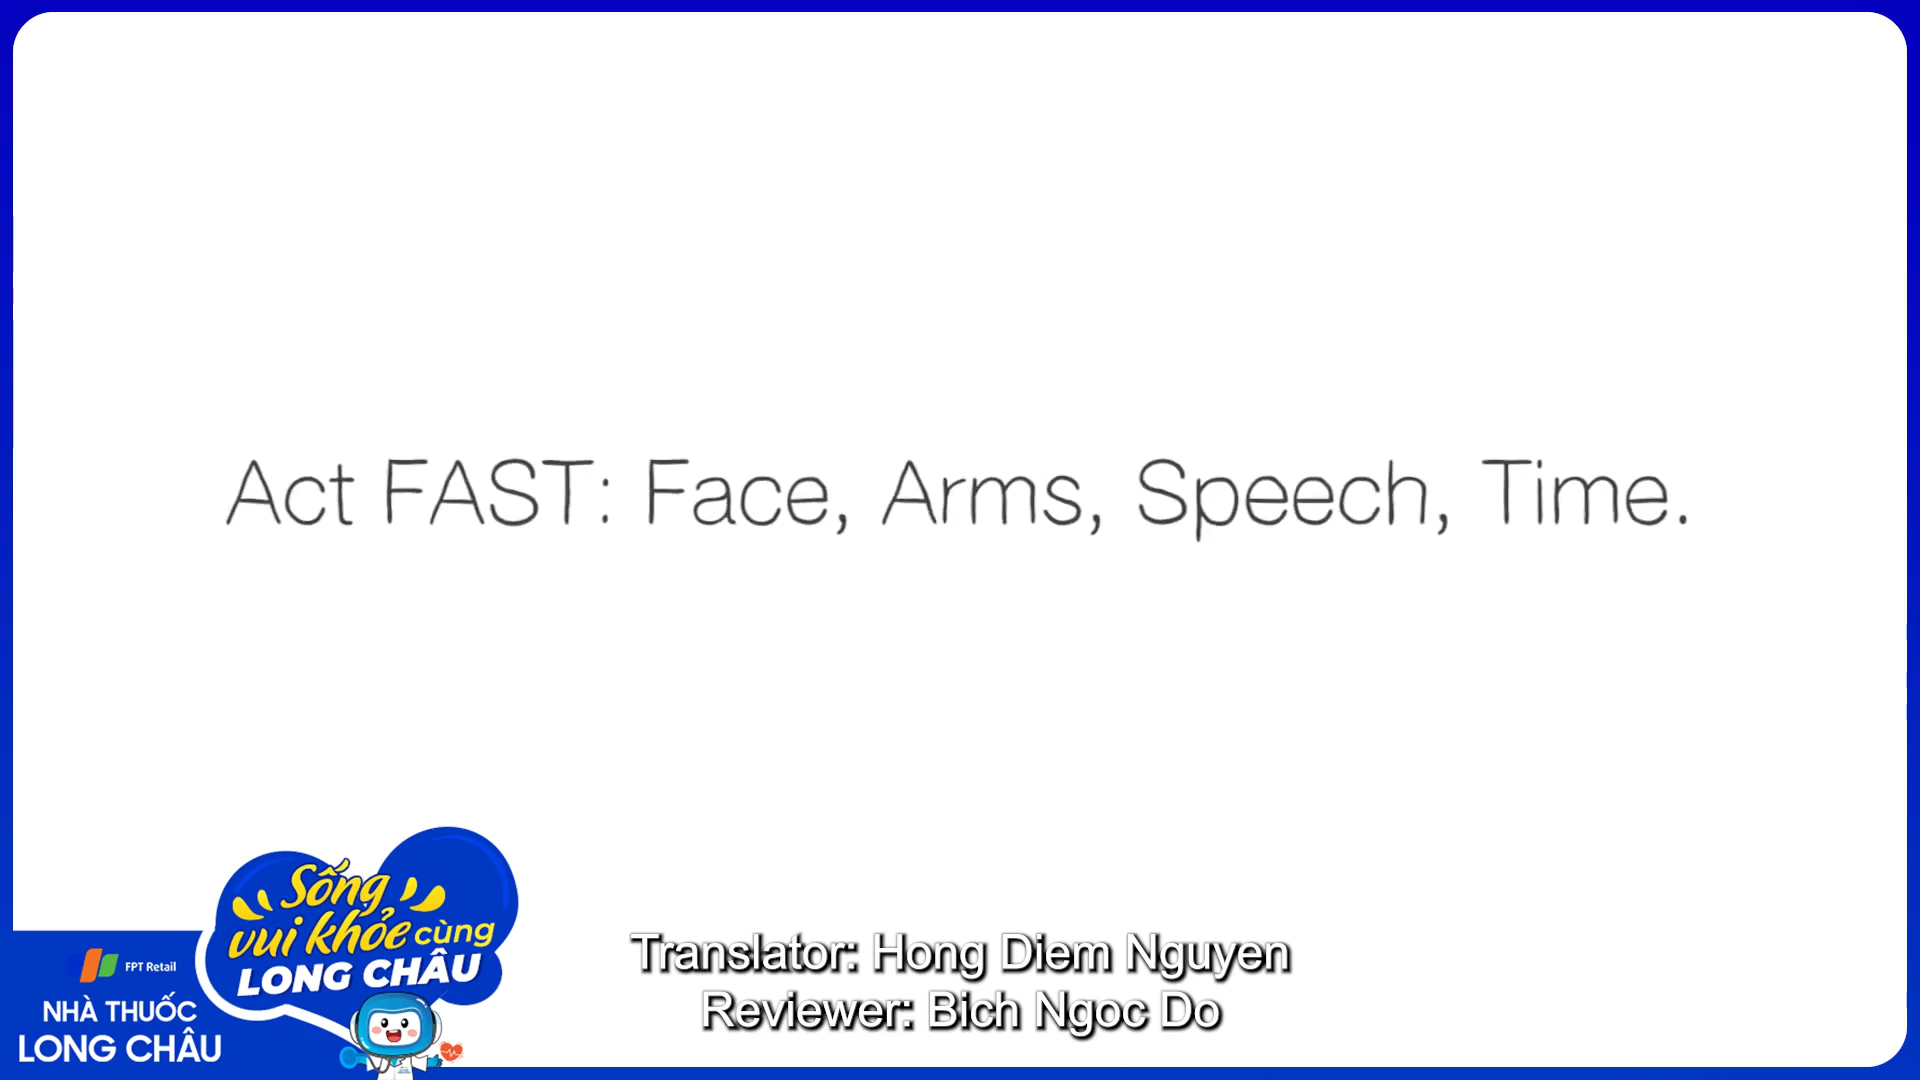 Act FAST: Face, Arms, Speech, Time.
Sống
vui khỏe cùng
LONG CHÂU
FPT Retail
NHÀ THUỐC
LONG CHÂU
Translator: Hong Diem Nguyen
Reviewer: Bich Ngoc Do